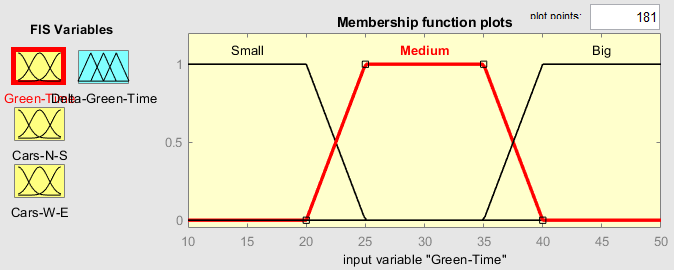 FIS Variables
Membership function plots
plot points:
181
Green-Time
Delta-Green-Time
Cars-N-S
Cars-W-E
Small
Medium
Big
1
0.5
0
10 15 20 25 30 35 40 45 50
input variable "Green-Time"